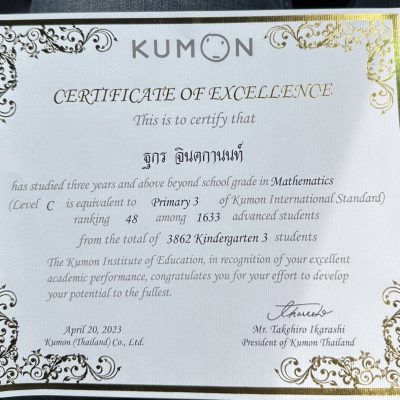 KUMON
CERTIFICATE OF EXCELLENCE
This is to certify that
ฐกร จินตกานนท์
has studied three years and above beyond school grade in Mathematics
(Level C is equivalent to Primary 3 of Kumon International Standard)
ranking 48 among 1633 advanced students
from the total of 3862 Kindergarten 3 students
The Kumon Institute of Education, in recognition of your excellent
academic performance, congratulates you for your effort to develop
your potential to the fullest.
April 20, 2023
Kumon (Thailand) Co., Ltd.
Mr. Takehiro Ikarashi
President of Kumon Thailand